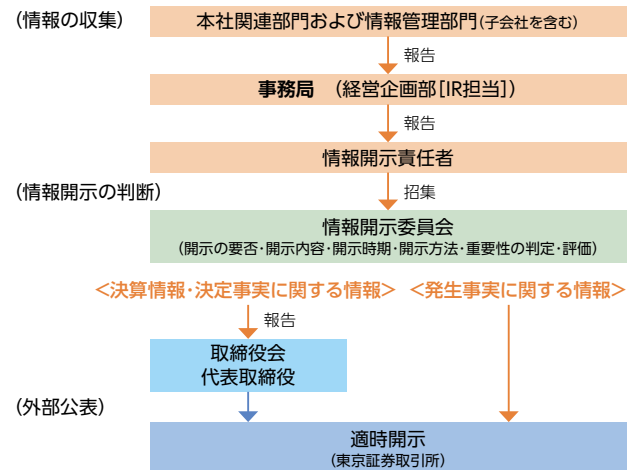 (情報の収集)
本社関連部門および情報管理部門(子会社を含む)
報告
事務局 (経営企画部[IR担当])
報告
情報開示責任者
(情報開示の判断)
招集
情報開示委員会
(開示の要否・開示内容・開示時期・開示方法・重要性の判定・評価)
<決算情報・決定事実に関する情報> <発生事実に関する情報>
報告
取締役会
代表取締役
(外部公表)
適時開示
(東京証券取引所)